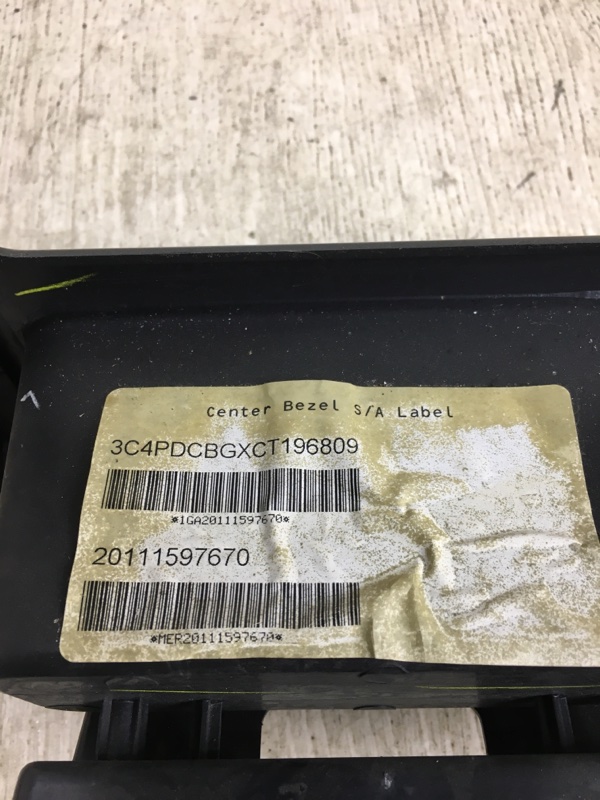 Center Bezel S/A Label
3C4PDCBGXCT196809
*1GA20111597670*
20111597670
*MER20111597670*